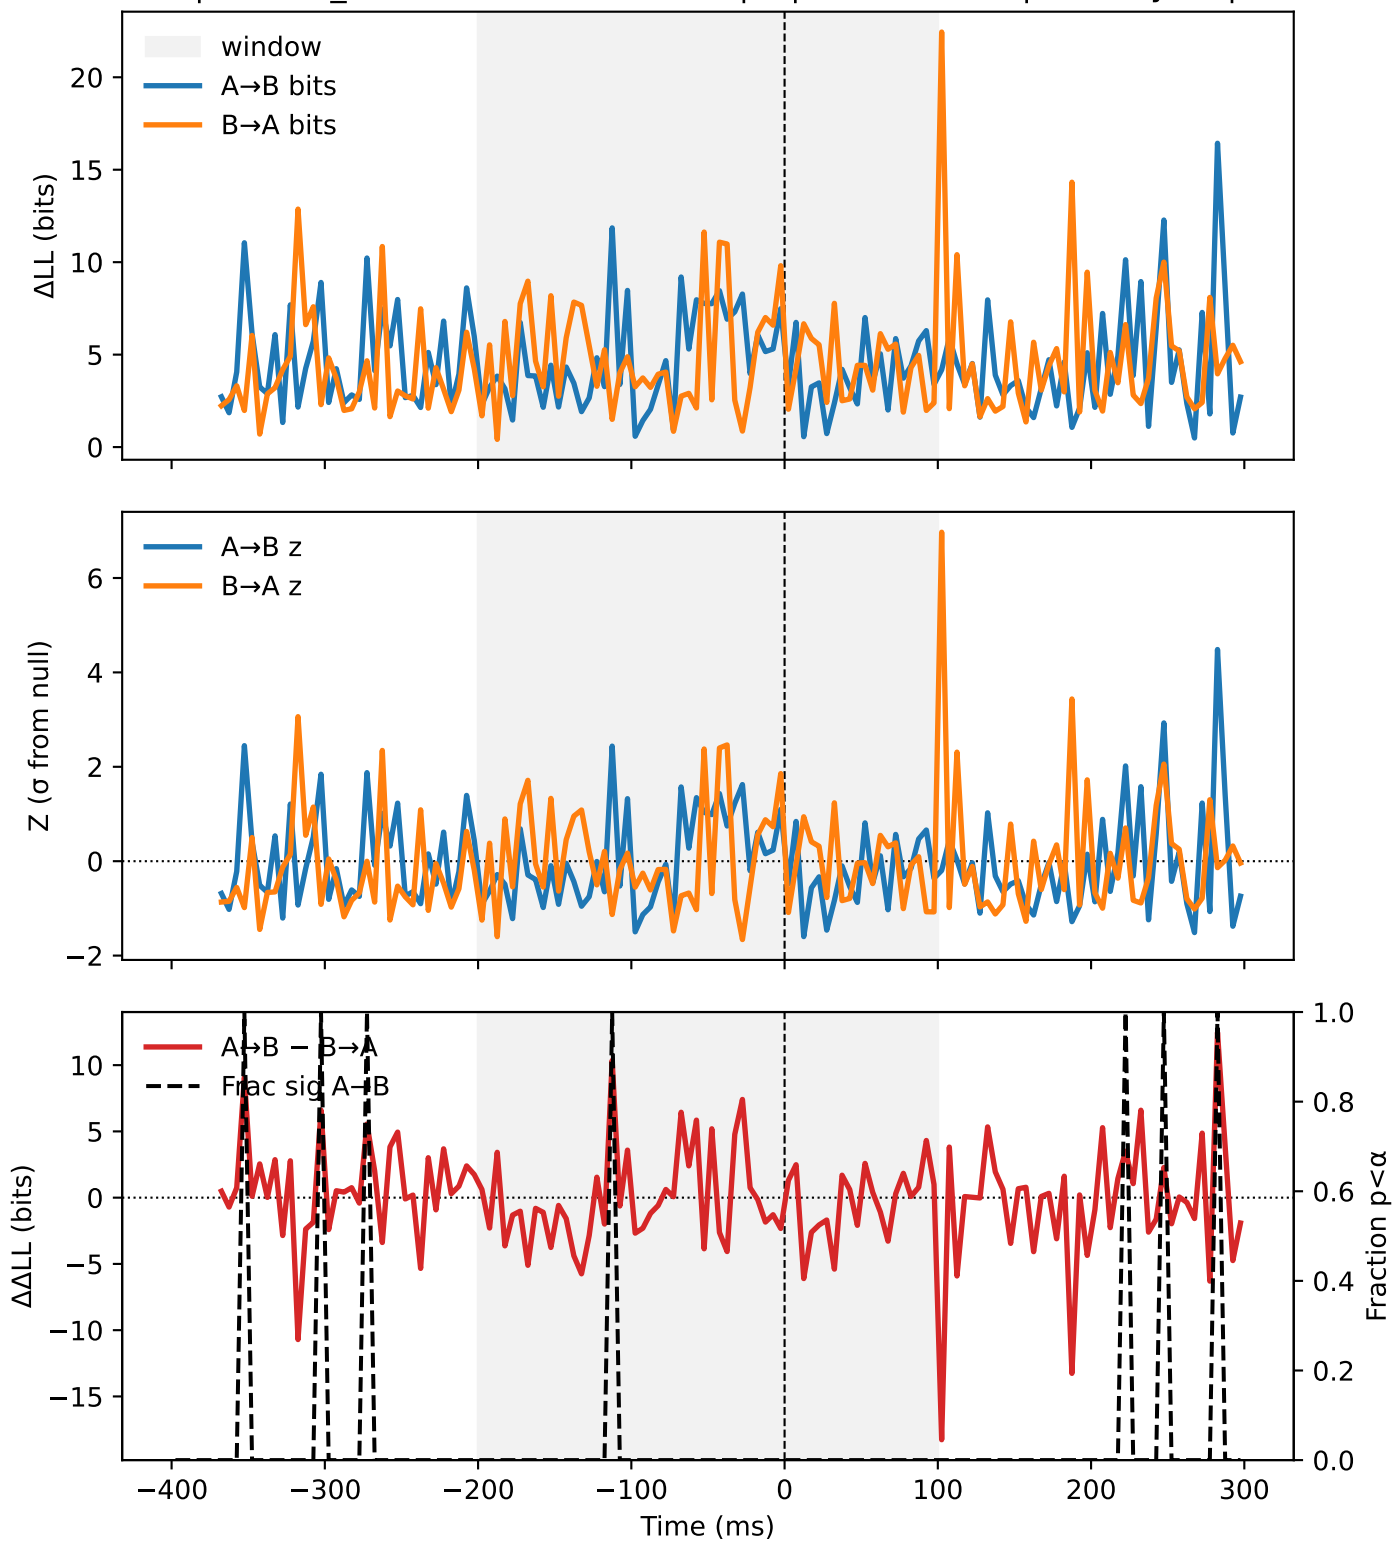 window
A→B bits
B→A bits
20
15
10
5
0
ΔLL (bits)
A→B z
B→A z
6
4
2
0
−2
Z (σ from null)
A→B − B→A
Frac sig A→B
10
5
0
−5
−10
−15
ΔΔLL (bits)
1.0
0.8
0.6
0.4
0.2
0.0
Fraction p<α
−400
−300
−200
−100
0
100
200
300
Time (ms)